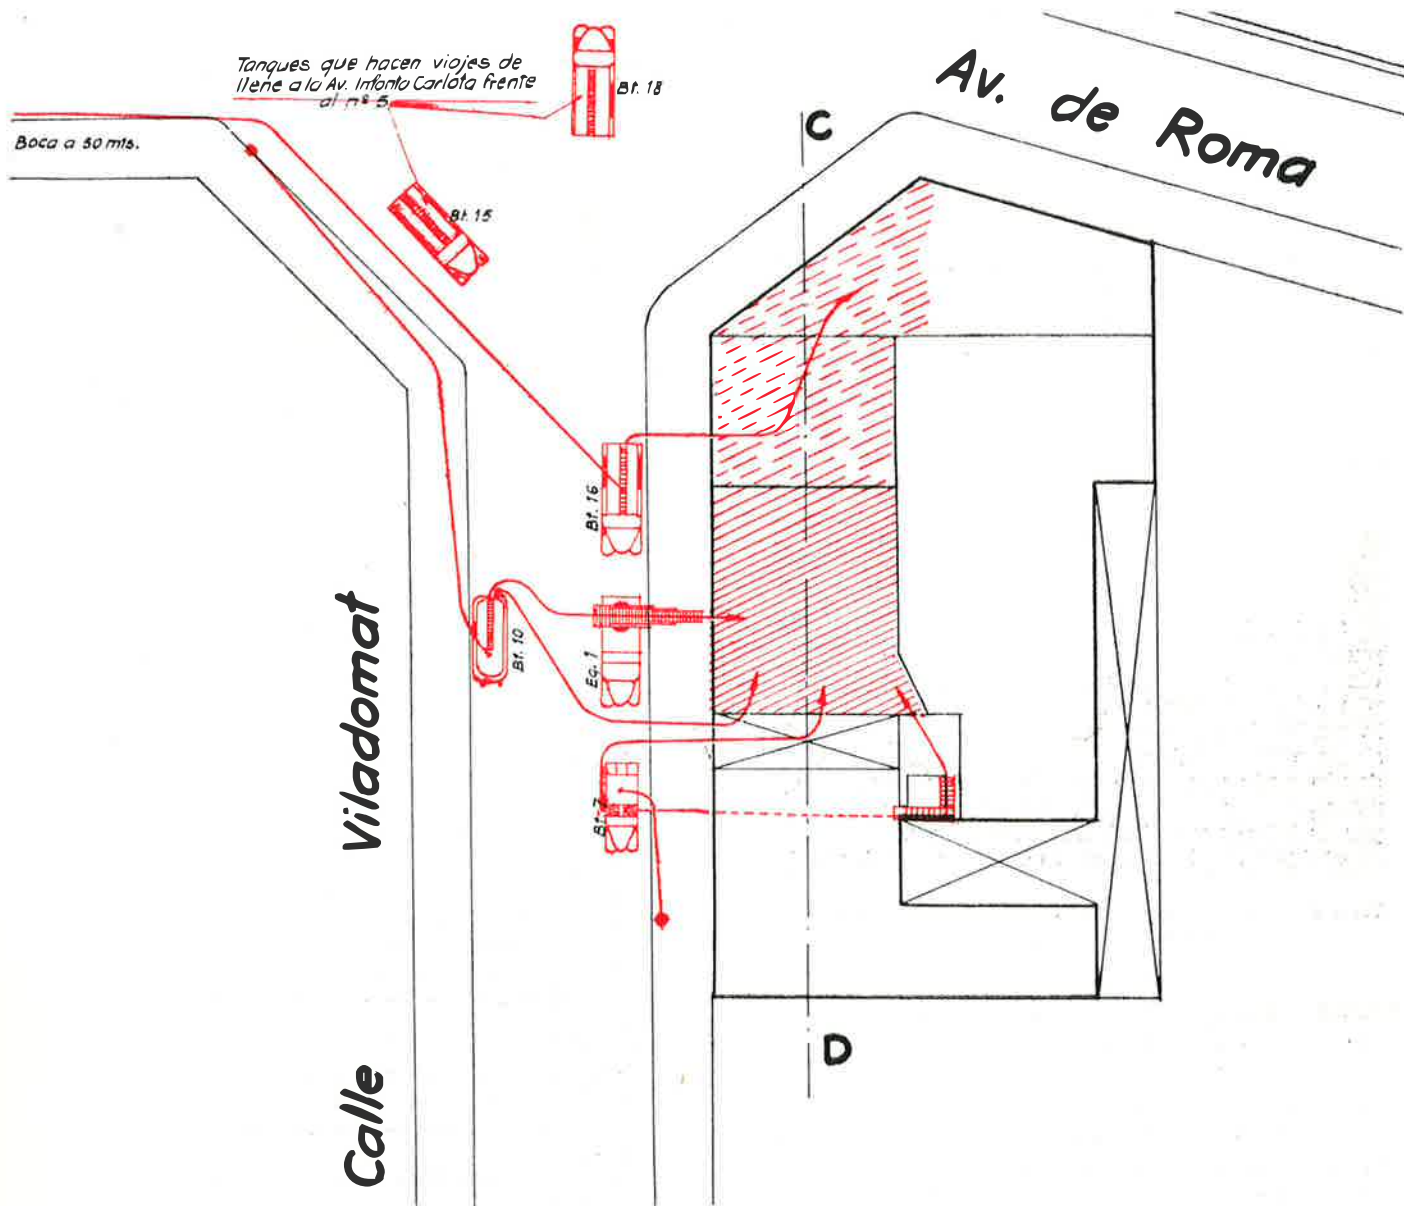 Tanques que hacen viajes de
llene a la Av. Infanta Carlota frente
al nº 5
Bt. 18
Av. de Roma
C
Boca a 50 mts.
Bt. 15
Bt. 16
Bt. 10
Eq. 1
Bt. 7
Calle Viladomat
D